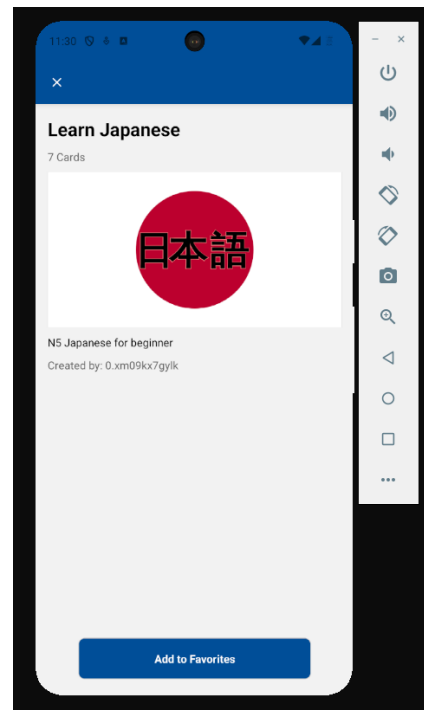 11:30
Learn Japanese
7 Cards
日本語
N5 Japanese for beginner
Created by: 0.xm09kx7gylk
Add to Favorites